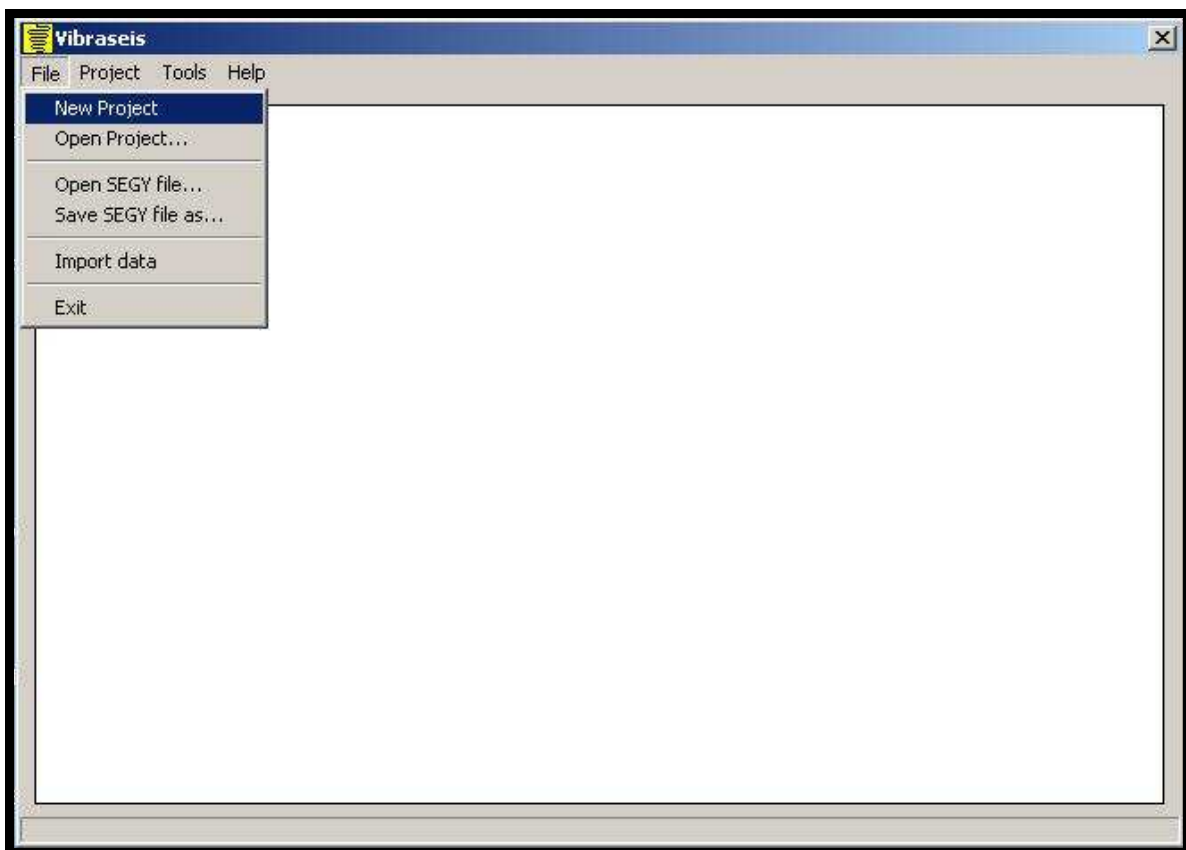 Vibraseis
File Project Tools Help
New Project
Open Project...
Open SEGY file...
Save SEGY file as...
Import data
Exit